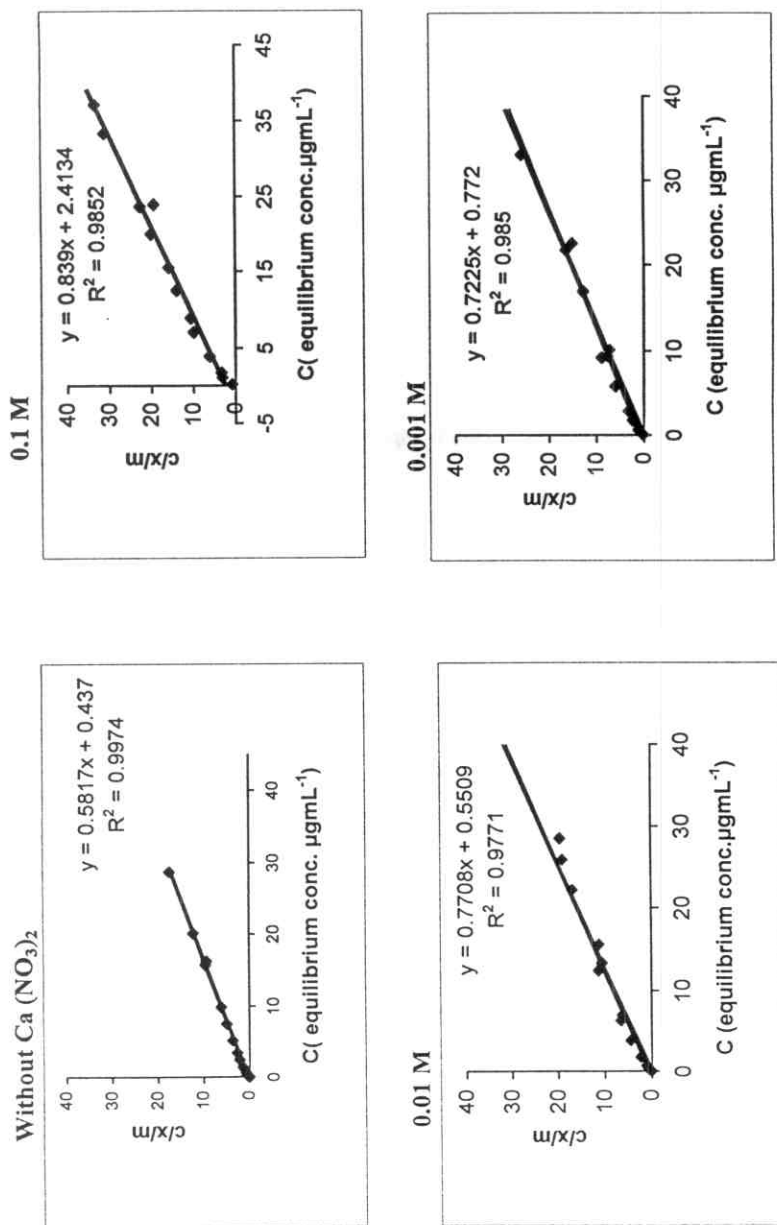 Without Ca (NO₃)₂
y = 0.5817x + 0.437
R² = 0.9974
40
30
20
10
0
c/x/m
0 10 20 30 40
C( equilibrium conc. µgmL⁻¹)
0.1 M
y = 0.839x + 2.4134
R² = 0.9852
40
30
20
10
0
c/x/m
-5 5 15 25 35 45
C( equilibrium conc.µgmL⁻¹)
0.01 M
y = 0.7708x + 0.5509
R² = 0.9771
40
30
20
10
0
c/x/m
0 10 20 30 40
C (equilibrium conc.µgmL⁻¹)
0.001 M
y = 0.7225x + 0.772
R² = 0.985
40
30
20
10
0
c/x/m
0 10 20 30 40
C (equilibrium conc. µgmL⁻¹)